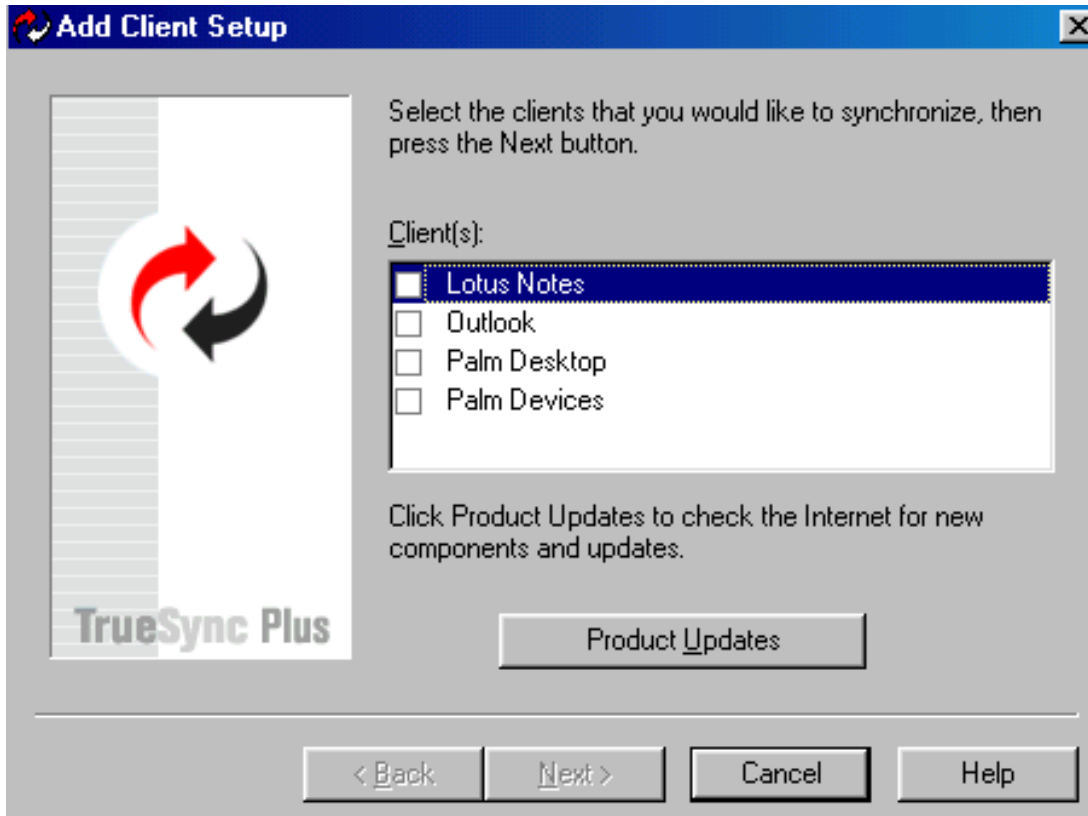 Add Client Setup
Select the clients that you would like to synchronize, then
press the Next button.
Client(s):
Lotus Notes
Outlook
Palm Desktop
Palm Devices
Click Product Updates to check the Internet for new
components and updates.
TrueSync Plus
Product Updates
< Back
Next >
Cancel
Help